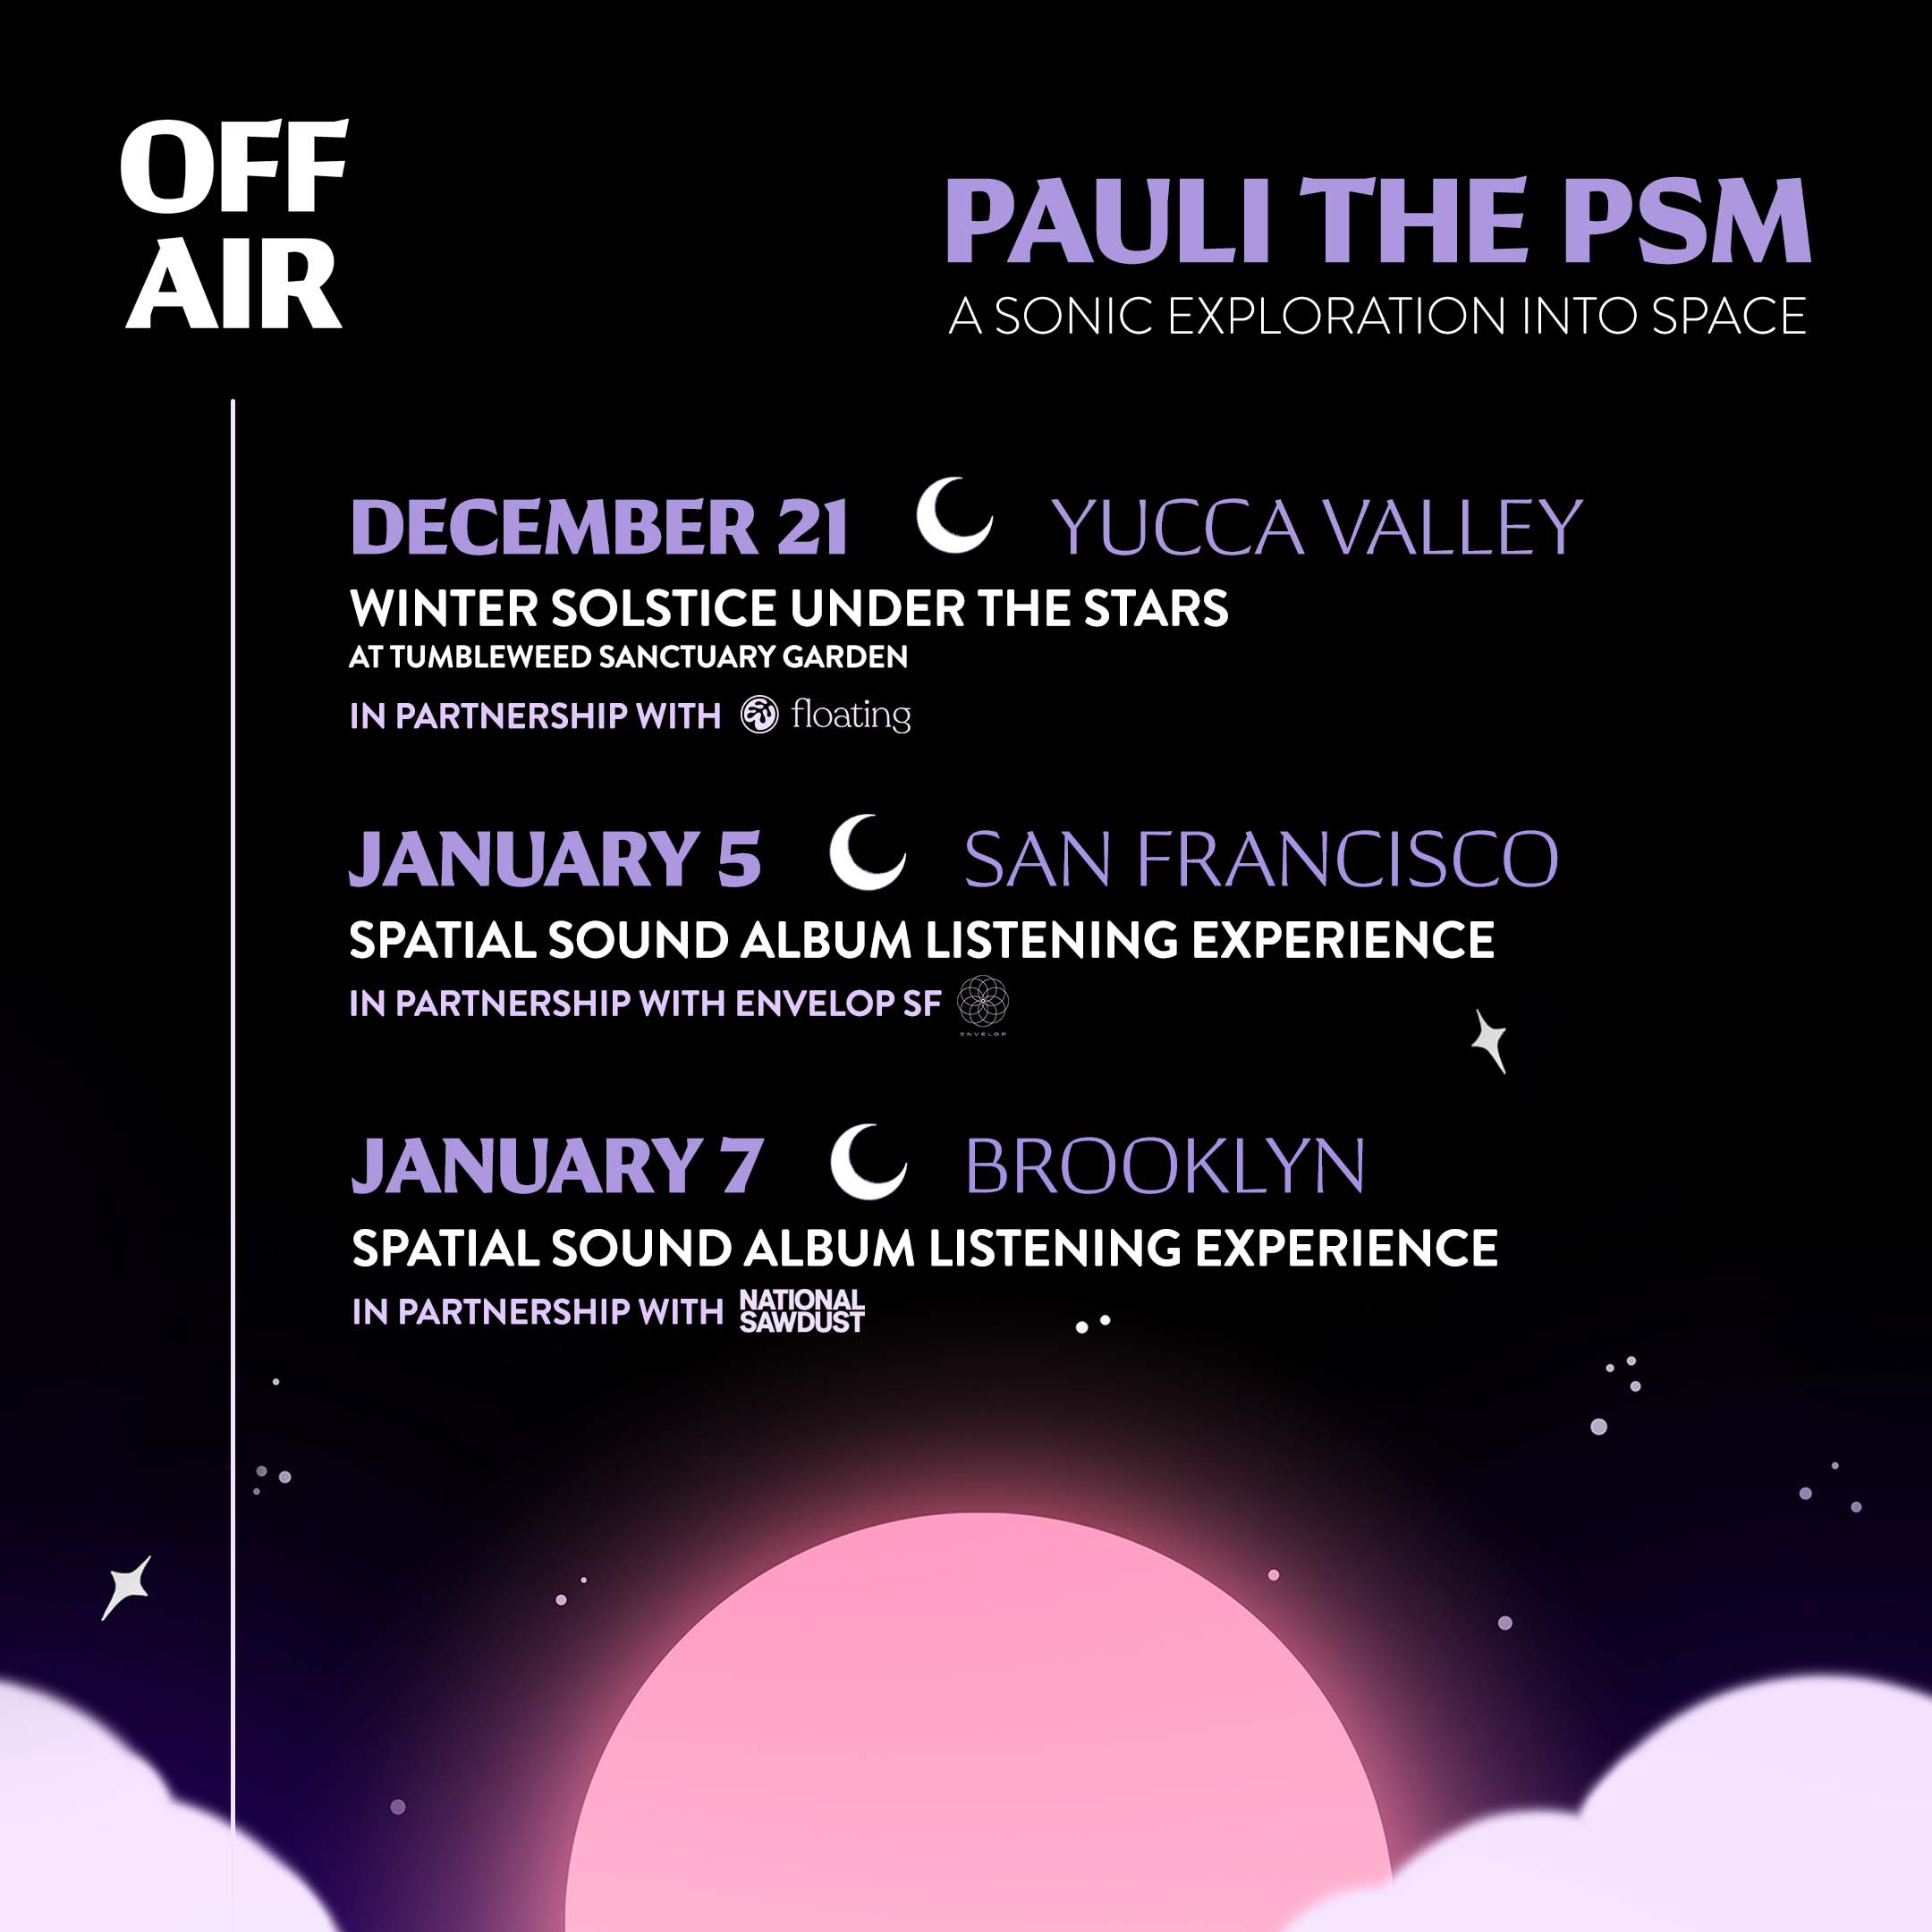 OFF
AIR
PAULI THE PSM
A SONIC EXPLORATION INTO SPACE
DECEMBER 21 YUCCA VALLEY
WINTER SOLSTICE UNDER THE STARS
AT TUMBLEWEED SANCTUARY GARDEN
IN PARTNERSHIP WITH floating
JANUARY 5 SAN FRANCISCO
SPATIAL SOUND ALBUM LISTENING EXPERIENCE
IN PARTNERSHIP WITH ENVELOP SF
ENVELOP
JANUARY 7 BROOKLYN
SPATIAL SOUND ALBUM LISTENING EXPERIENCE
IN PARTNERSHIP WITH NATIONAL
SAWDUST